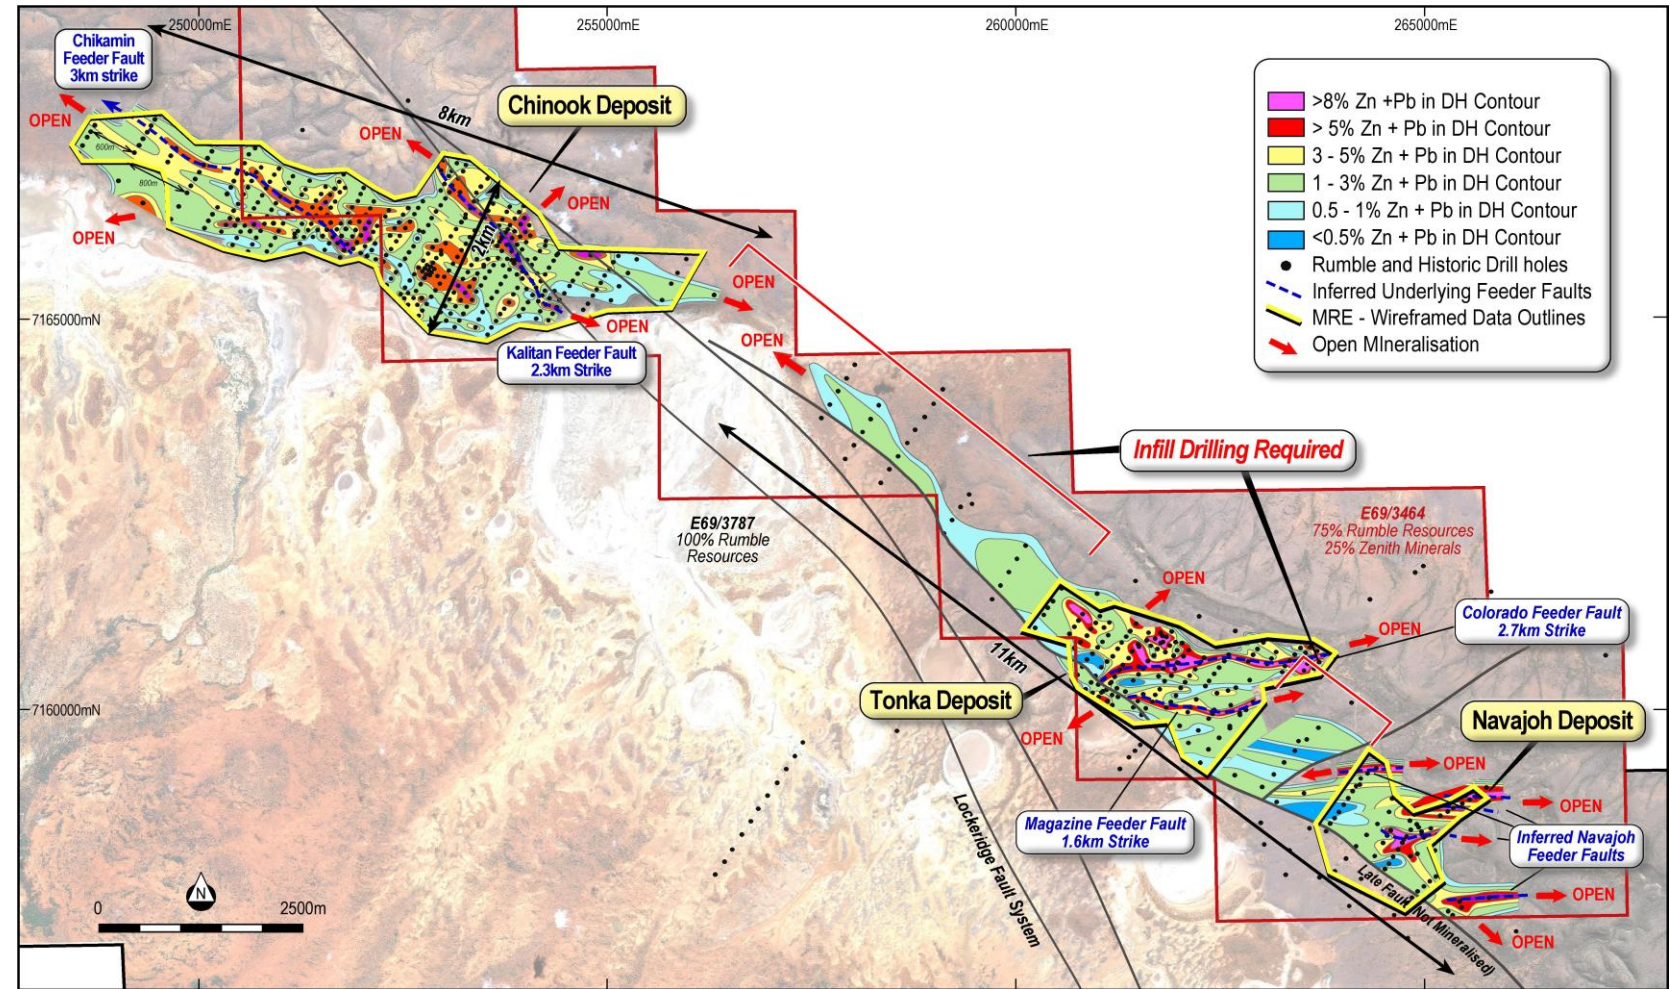 250000mE
255000mE
260000mE
265000mE
Chikamin
Feeder Fault
3km strike
OPEN
8km
Chinook Deposit
OPEN
600m
800m
OPEN
OPEN
2km
OPEN
OPEN
7165000mN
Kalitan Feeder Fault
2.3km Strike
OPEN
>8% Zn +Pb in DH Contour
> 5% Zn + Pb in DH Contour
3 - 5% Zn + Pb in DH Contour
1 - 3% Zn + Pb in DH Contour
0.5 - 1% Zn + Pb in DH Contour
<0.5% Zn + Pb in DH Contour
Rumble and Historic Drill holes
Inferred Underlying Feeder Faults
MRE - Wireframed Data Outlines
Open MIneralisation
Infill Drilling Required
E69/3787
100% Rumble
Resources
E69/3464
75% Rumble Resources
25% Zenith Minerals
OPEN
Colorado Feeder Fault
2.7km Strike
OPEN
11km
Tonka Deposit
7160000mN
OPEN
Navajoh Deposit
OPEN
OPEN
Magazine Feeder Fault
1.6km Strike
Inferred Navajoh
Feeder Faults
Lockeridge Fault System
Late Fault (Not Mineralised)
OPEN
OPEN
N
0
2500m